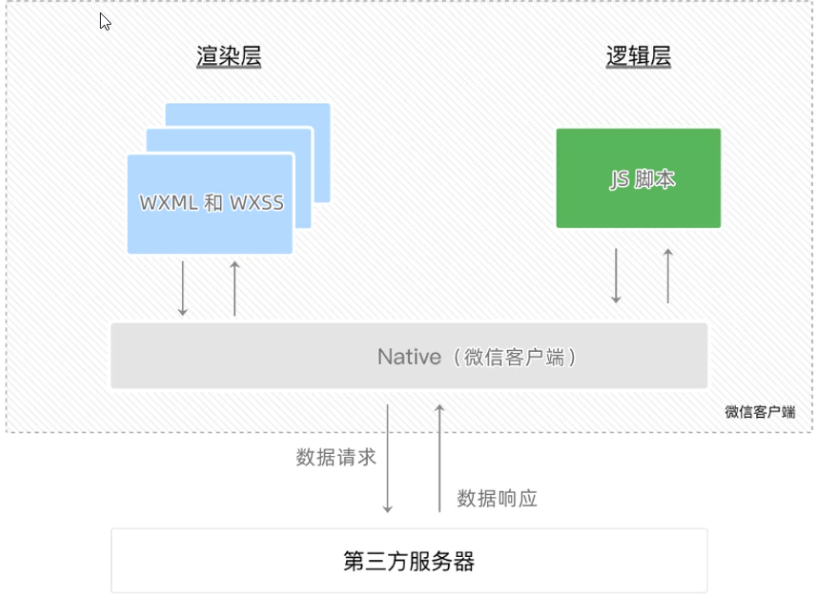 渲染层
逻辑层
WXML 和 WXSS
JS 脚本
Native（微信客户端）
微信客户端
数据请求
数据响应
第三方服务器